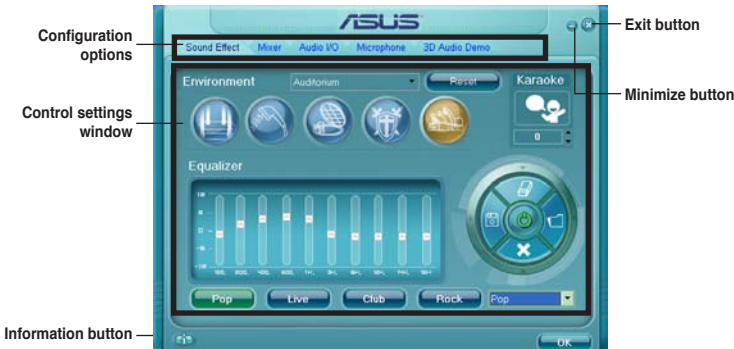 ASUS
Exit button
Configuration options
Sound Effect Mixer Audio I/O Microphone 3D Audio Demo
Environment Auditorium Reset Karaoke
Minimize button
Control settings window
0
Equalizer
Pop Live Club Rock Pop
Information button
OK